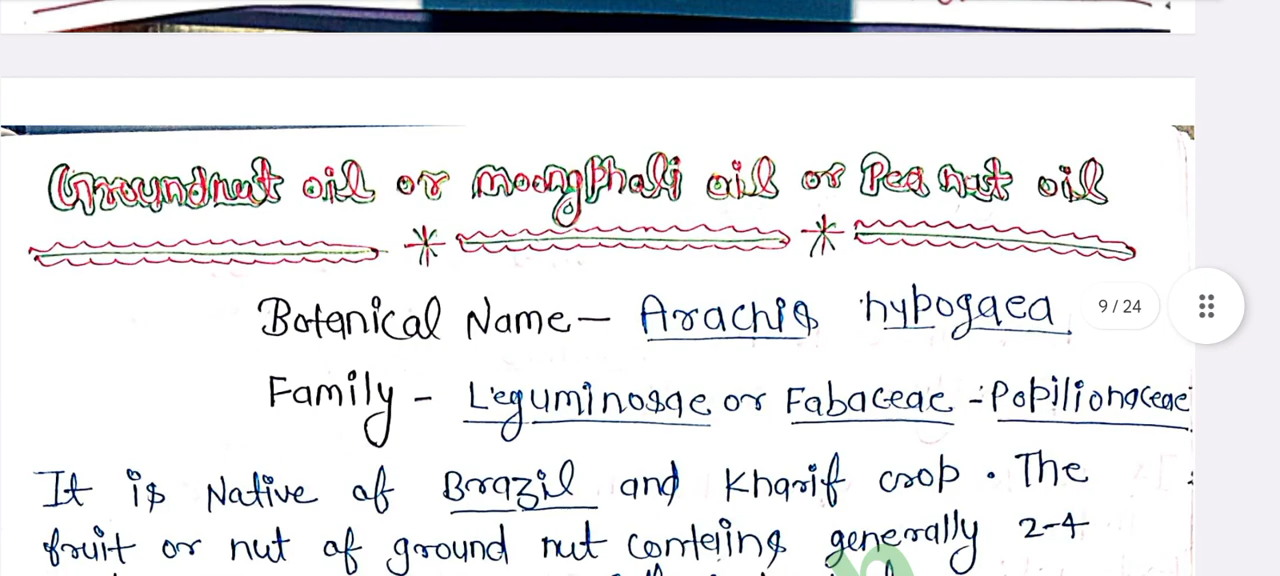 Groundnut oil or moongphali oil or Pea nut oil
Botanical Name - Arachis hypogaea
9 / 24
Family - Leguminosae or Fabaceae - Papilionaceae
It is Native of Brazil and Kharif crop. The
fruit or nut of ground nut conteins generally 2-4